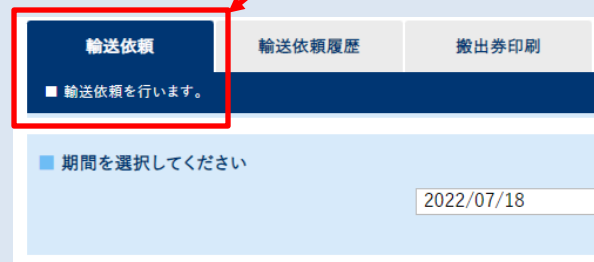 輸送依頼 輸送依頼履歴 搬出券印刷
■ 輸送依頼を行います。
■ 期間を選択してください
2022/07/18